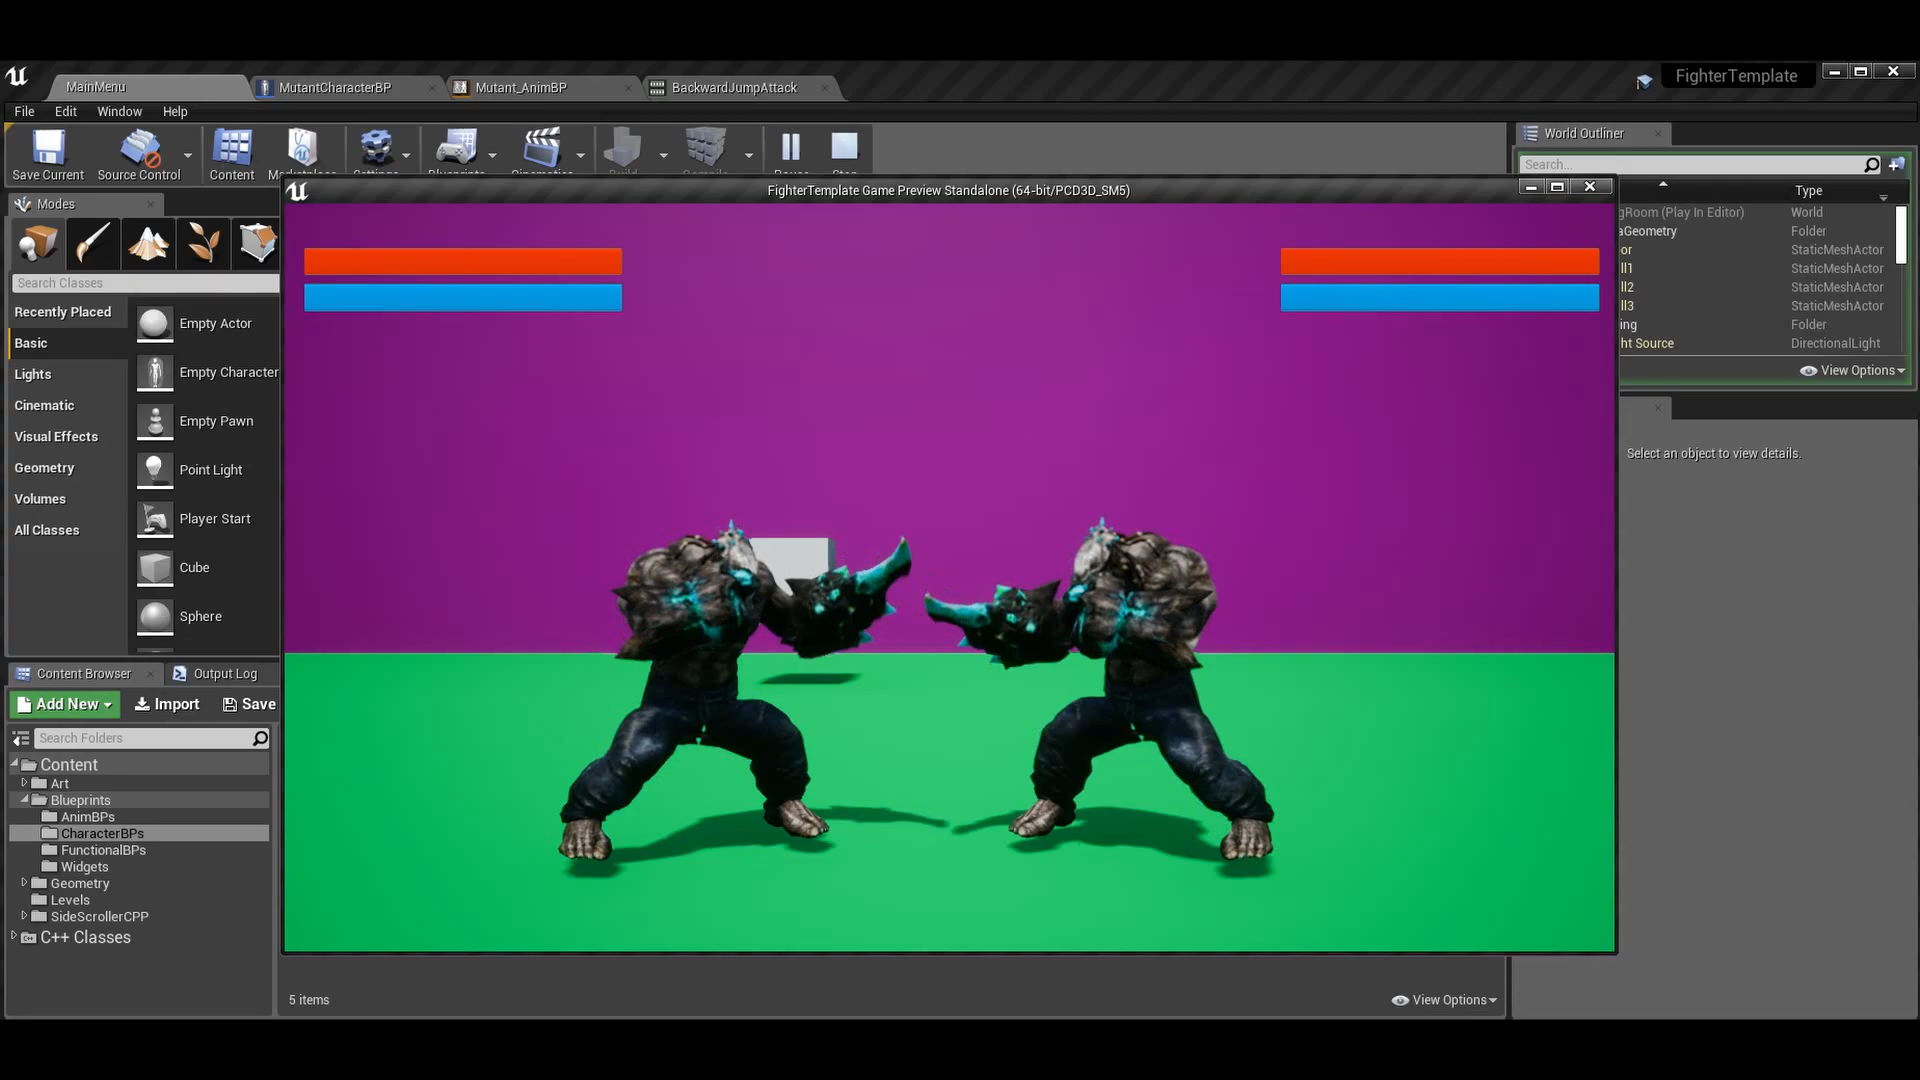 MainMenu
MutantCharacterBP
Mutant_AnimBP
BackwardJumpAttack
FighterTemplate
File Edit Window Help
Save Current
Source Control
Content
World Outliner
Search...
FighterTemplate Game Preview Standalone (64-bit/PCD3D_SM5)
Type
Modes
gRoom (Play In Editor) World
aGeometry Folder
or StaticMeshActor
ll1 StaticMeshActor
ll2 StaticMeshActor
ll3 StaticMeshActor
ing Folder
ht Source DirectionalLight
View Options
Search Classes
Recently Placed
Basic
Lights
Cinematic
Visual Effects
Geometry
Volumes
All Classes
Empty Actor
Empty Character
Empty Pawn
Point Light
Player Start
Cube
Sphere
Select an object to view details.
Content Browser
Output Log
Add New
Import
Save
Search Folders
Content
Art
Blueprints
AnimBPs
CharacterBPs
FunctionalBPs
Widgets
Geometry
Levels
SideScrollerCPP
C++ Classes
5 items
View Options